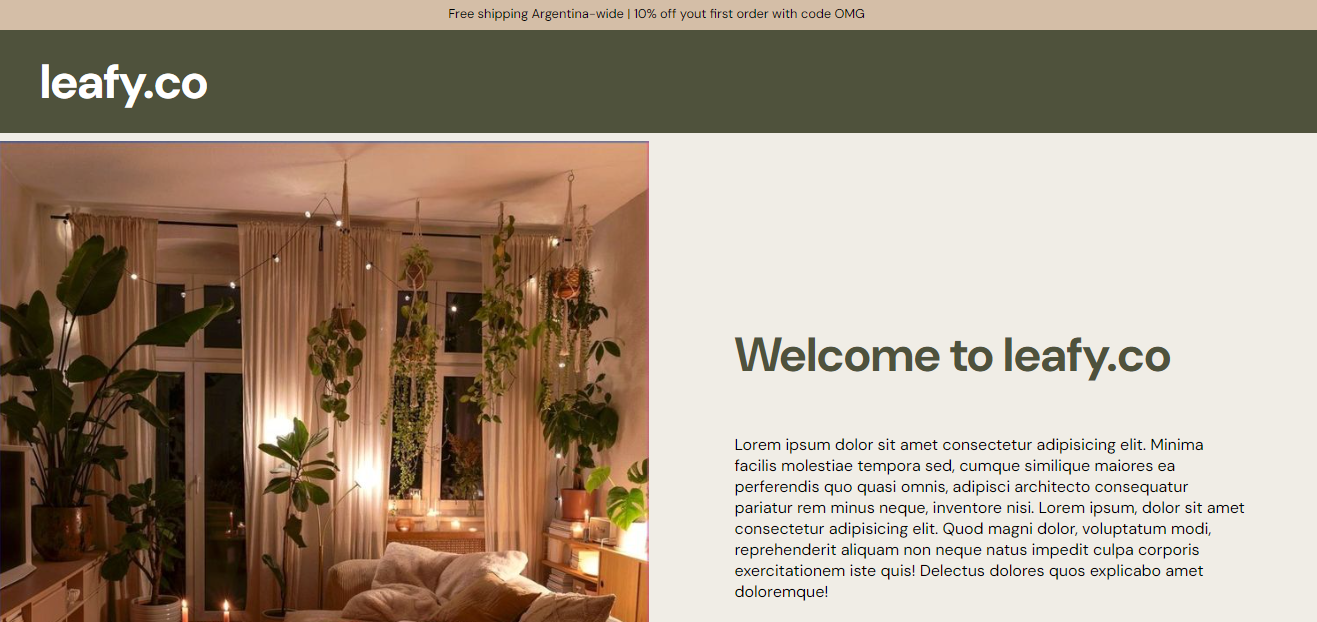 Free shipping Argentina-wide | 10% off yout first order with code OMG
leafy.co
Welcome to leafy.co
Lorem ipsum dolor sit amet consectetur adipisicing elit. Minima
facilis molestiae tempora sed, cumque similique maiores ea
perferendis quo quasi omnis, adipisci architecto consequatur
pariatur rem minus neque, inventore nisi. Lorem ipsum, dolor sit amet
consectetur adipisicing elit. Quod magni dolor, voluptatum modi,
reprehenderit aliquam non neque natus impedit culpa corporis
exercitationem iste quis! Delectus dolores quos explicabo amet
doloremque!